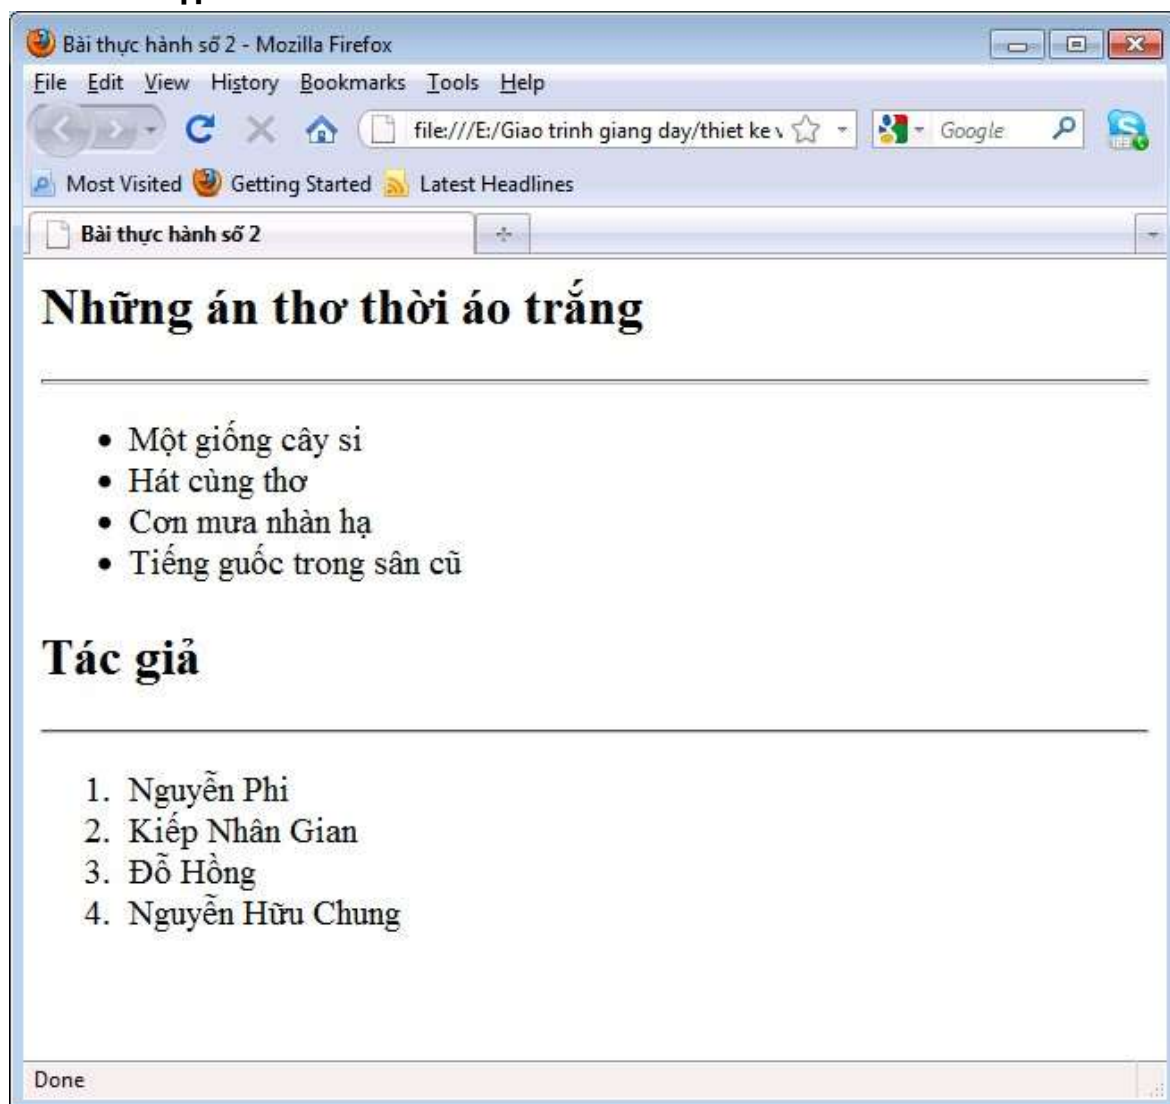 Bài thực hành số 2 - Mozilla Firefox
File Edit View History Bookmarks Tools Help
file:///E:/Giao trinh giang day/thiet ke v Google
Most Visited Getting Started Latest Headlines
Bài thực hành số 2
Những án thơ thời áo trắng
• Một giống cây si
• Hát cùng thơ
• Cơn mưa nhàn hạ
• Tiếng guốc trong sân cũ
Tác giả
1. Nguyễn Phi
2. Kiếp Nhân Gian
3. Đỗ Hồng
4. Nguyễn Hữu Chung
Done